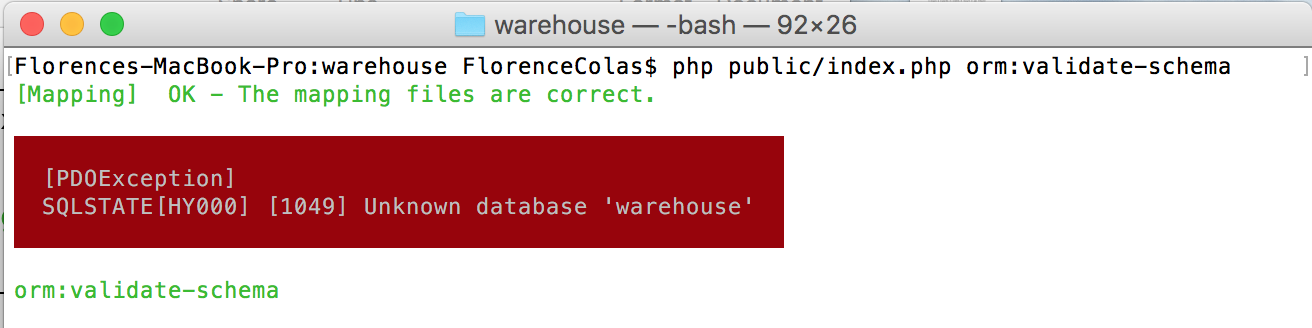 warehouse — -bash — 92×26
[Florences-MacBook-Pro:warehouse FlorenceColas$ php public/index.php orm:validate-schema ]
[Mapping]  OK - The mapping files are correct.
[PDOException]
SQLSTATE[HY000] [1049] Unknown database 'warehouse'
orm:validate-schema